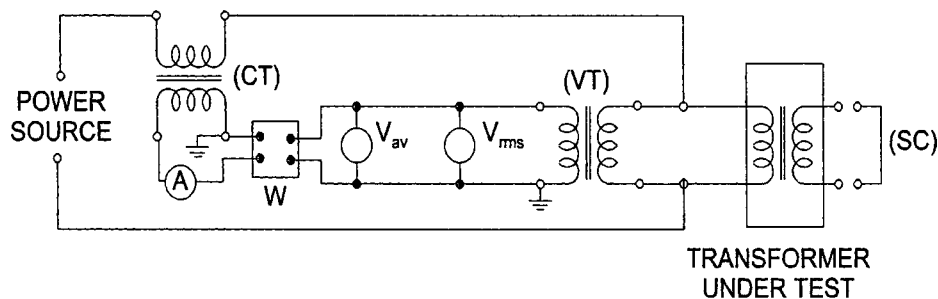 POWER
SOURCE
(CT)
A
W
Vav
Vrms
(VT)
(SC)
TRANSFORMER
UNDER TEST